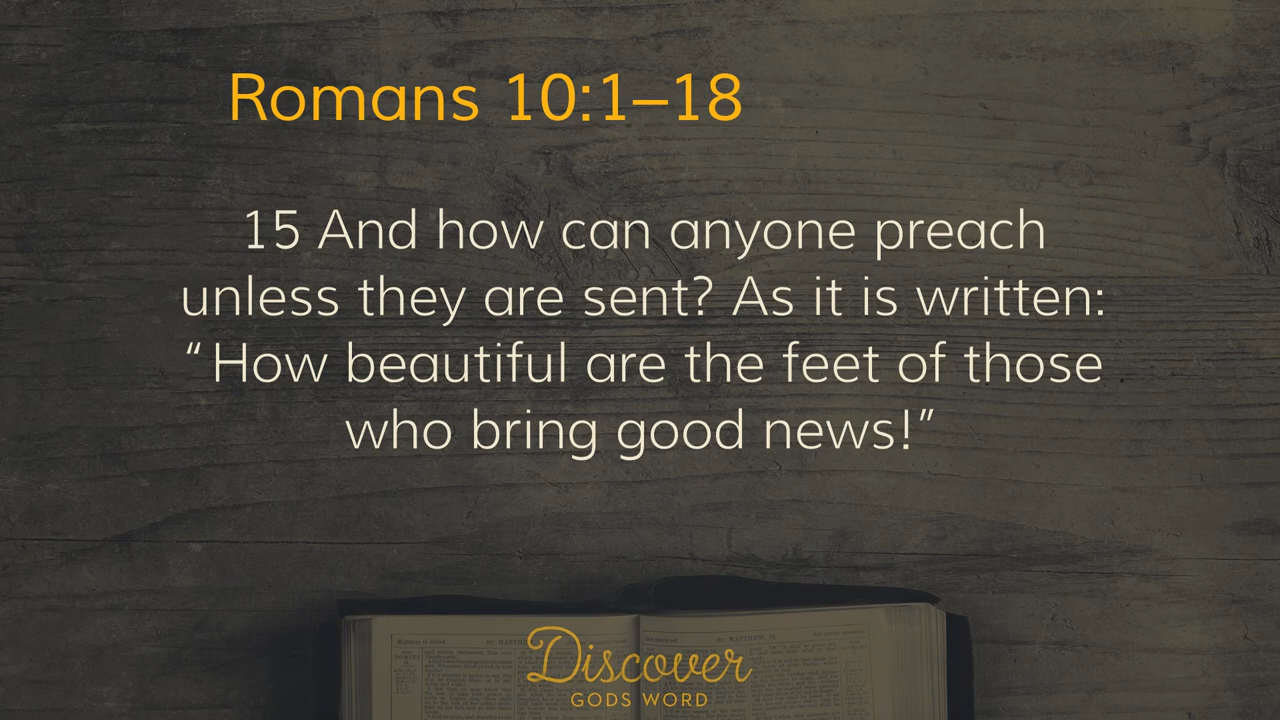 Romans 10:1–18
15 And how can anyone preach
unless they are sent? As it is written:
“How beautiful are the feet of those
who bring good news!”
Discover
GODS WORD